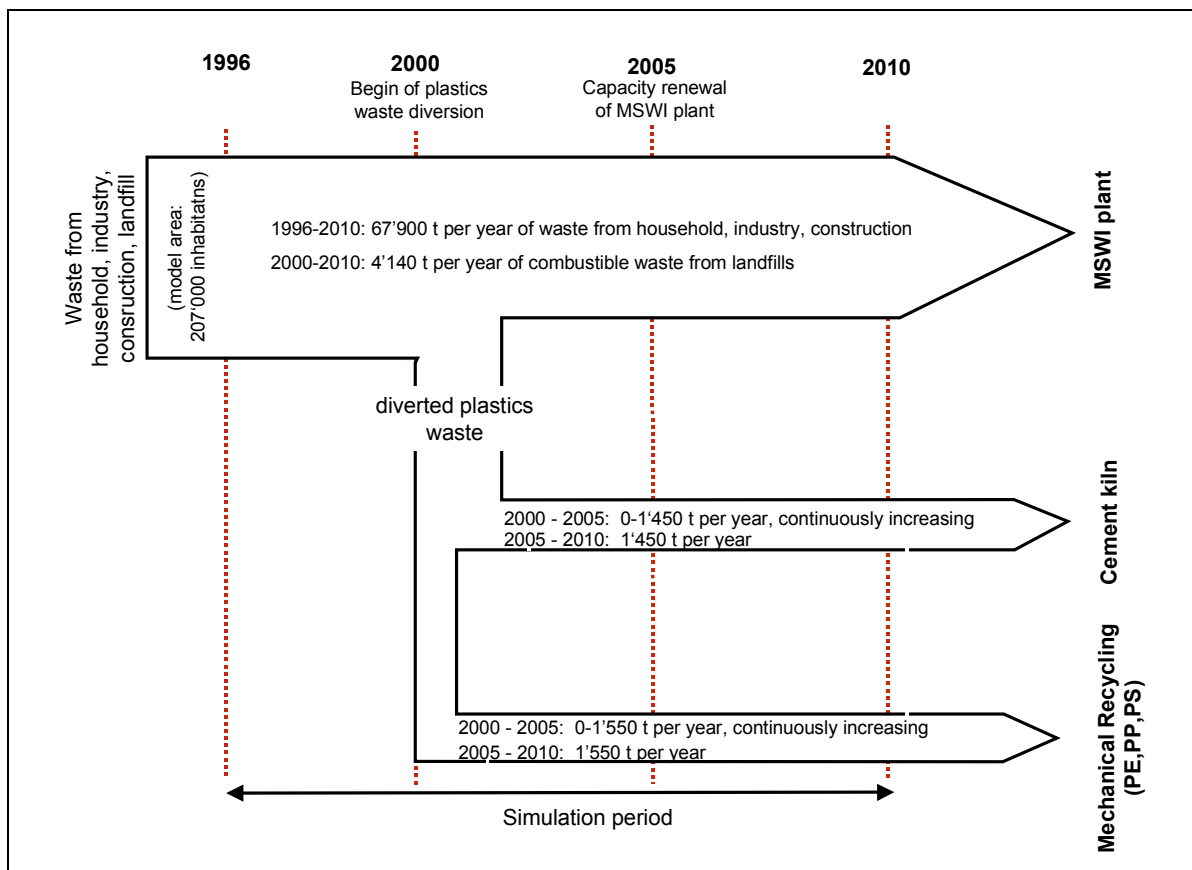 1996
2000
2005
2010
Begin of plastics
waste diversion
Capacity renewal
of MSWI plant
Waste from
household, industry,
consruction, landfill
(model area:
207‘000 inhabitatns)
1996-2010: 67’900 t per year of waste from household, industry, construction
2000-2010: 4’140 t per year of combustible waste from landfills
MSWI plant
diverted plastics
waste
2000 - 2005: 0-1‘450 t per year, continuously increasing
2005 - 2010: 1‘450 t per year
Cement kiln
2000 - 2005: 0-1’550 t per year, continuously increasing
2005 - 2010: 1’550 t per year
Mechanical Recycling
(PE,PP,PS)
Simulation period